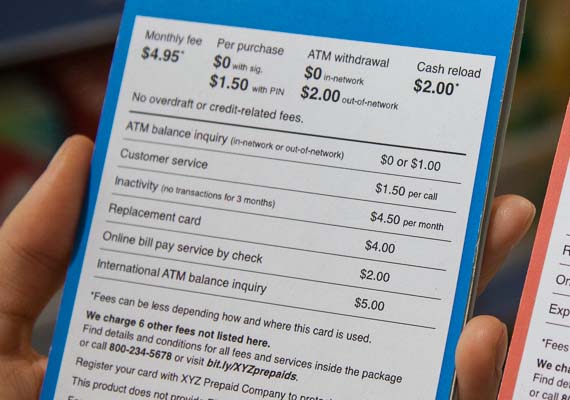 Monthly fee Per purchase ATM withdrawal Cash reload
$4.95* $0 with sig. $0 in-network $2.00*
$1.50 with PIN $2.00 out-of-network
No overdraft or credit-related fees.
ATM balance inquiry (in-network or out-of-network) $0 or $1.00
Customer service $1.50 per call
Inactivity (no transactions for 3 months) $4.50 per month
Replacement card $4.00
Online bill pay service by check $2.00
International ATM balance inquiry $5.00
*Fees can be less depending how and where this card is used.
We charge 6 other fees not listed here.
Find details and conditions for all fees and services inside the package
or call 800-234-5678 or visit bit.ly/XYZprepaids.
Register your card with XYZ Prepaid Company to
This product does not
*Fees
We
or call